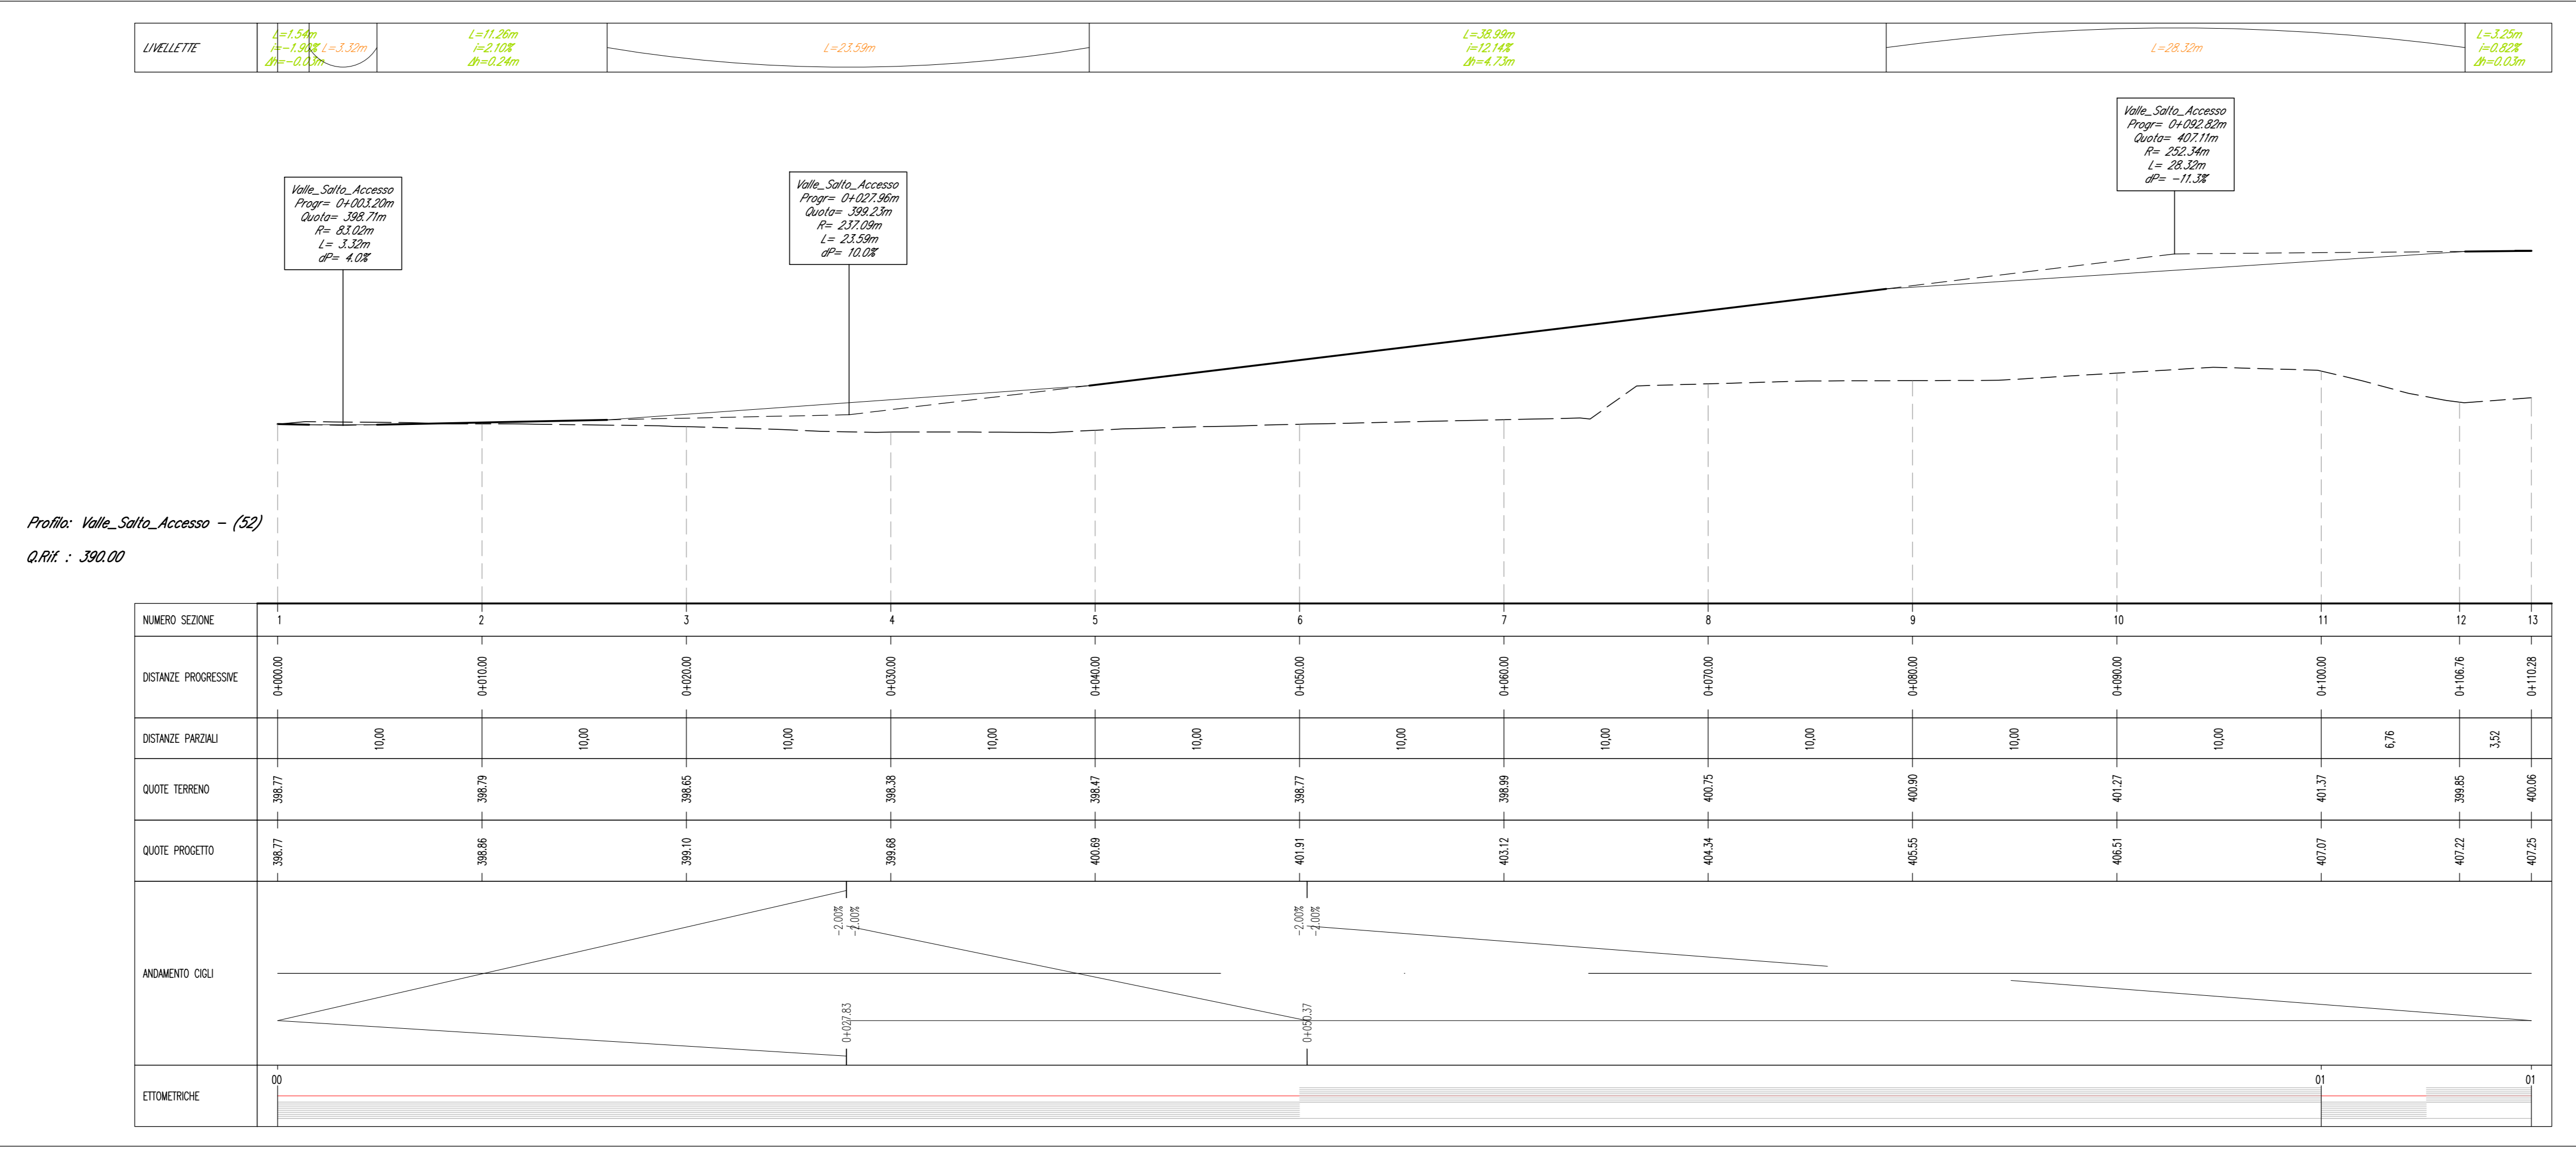 LIVELLETTE
L=1.54m
i=-1.90%
Δh=-0.03m
L=3.32m
L=11.26m
i=2.10%
Δh=0.24m
L=23.59m
L=38.99m
i=12.14%
Δh=4.73m
L=28.32m
L=3.25m
i=0.82%
Δh=0.03m
Valle_Salto_Accesso
Progr= 0+003.20m
Quota= 398.71m
R= 83.02m
L= 3.32m
dP= 4.0%
Valle_Salto_Accesso
Progr= 0+027.96m
Quota= 399.23m
R= 237.09m
L= 23.59m
dP= 10.0%
Valle_Salto_Accesso
Progr= 0+092.82m
Quota= 407.11m
R= 252.34m
L= 28.32m
dP= -11.3%
Profilo: Valle_Salto_Accesso - (52)
Q.Rif. : 390.00
NUMERO SEZIONE 1 2 3 4 5 6 7 8 9 10 11 12 13
DISTANZE PROGRESSIVE 0+000.00 0+010.00 0+020.00 0+030.00 0+040.00 0+050.00 0+060.00 0+070.00 0+080.00 0+090.00 0+100.00 0+106.76 0+110.28
DISTANZE PARZIALI 10,00 10,00 10,00 10,00 10,00 10,00 10,00 10,00 10,00 10,00 6,76 3,52
QUOTE TERRENO 398.77 398.79 398.65 398.38 398.47 398.77 398.99 400.75 400.90 401.27 401.37 399.85 400.06
QUOTE PROGETTO 398.77 398.86 399.10 399.68 400.69 401.91 403.12 404.34 405.55 406.51 407.07 407.22 407.25
ANDAMENTO CIGLI
-2.00%
-2.00%
0+027.83
-2.00%
-2.00%
0+050.37
ETTOMETRICHE
00 01 01